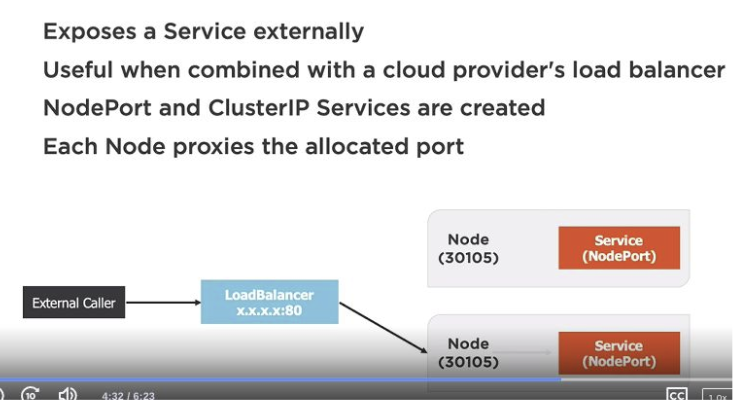 Exposes a Service externally
Useful when combined with a cloud provider's load balancer
NodePort and ClusterIP Services are created
Each Node proxies the allocated port
Node
(30105)
Service
(NodePort)
External Caller
LoadBalancer
x.x.x.x:80
Node
(30105)
Service
(NodePort)
10
4:32 / 6:23
CC
1.0x